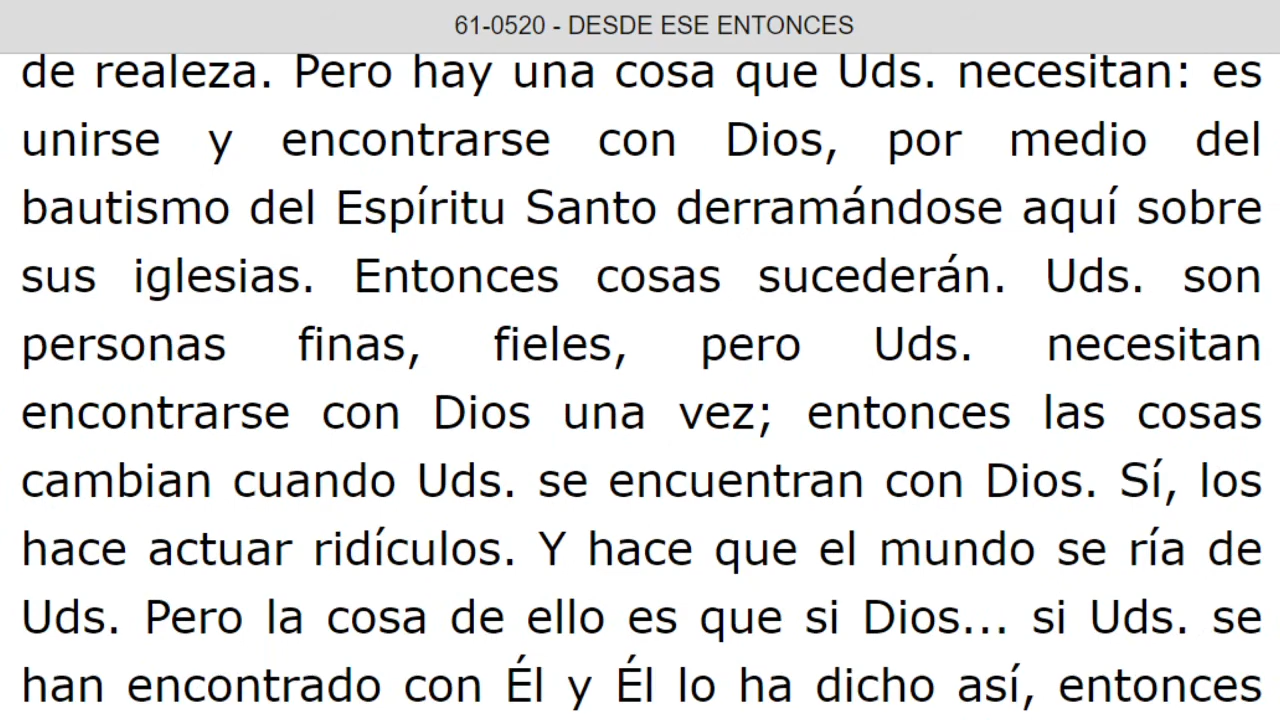 61-0520 - DESDE ESE ENTONCES
de realeza. Pero hay una cosa que Uds. necesitan: es
unirse y encontrarse con Dios, por medio del
bautismo del Espíritu Santo derramándose aquí sobre
sus iglesias. Entonces cosas sucederán. Uds. son
personas finas, fieles, pero Uds. necesitan
encontrarse con Dios una vez; entonces las cosas
cambian cuando Uds. se encuentran con Dios. Sí, los
hace actuar ridículos. Y hace que el mundo se ría de
Uds. Pero la cosa de ello es que si Dios... si Uds. se
han encontrado con Él y Él lo ha dicho así, entonces